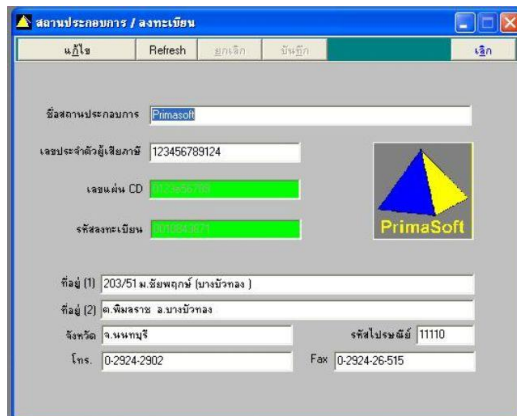 สถานประกอบการ / ลงทะเบียน
แก้ไข Refresh ยกเลิก บันทึก เลิก
ชื่อสถานประกอบการ Primasoft
เลขประจำตัวผู้เสียภาษี 123456789124
เลขแผ่น CD
PrimaSoft
รหัสลงทะเบียน
ที่อยู่ (1) 203/51 ม.ชัยพฤกษ์ (บางบัวทอง )
ที่อยู่ (2) ต.พิมลราช อ.บางบัวทอง
จังหวัด จ.นนทบุรี รหัสไปรษณีย์ 11110
โทร. 0-2924-2902 Fax 0-2924-26-515